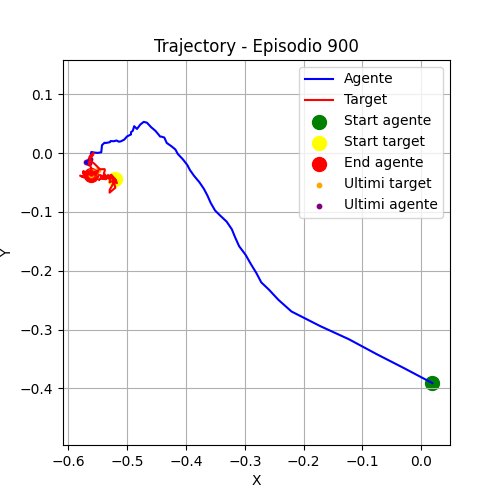 Trajectory - Episodio 900
Agente
Target
Start agente
Start target
End agente
Ultimi target
Ultimi agente
0.1
0.0
−0.1
−0.2
−0.3
−0.4
Y
−0.6 −0.5 −0.4 −0.3 −0.2 −0.1 0.0
X